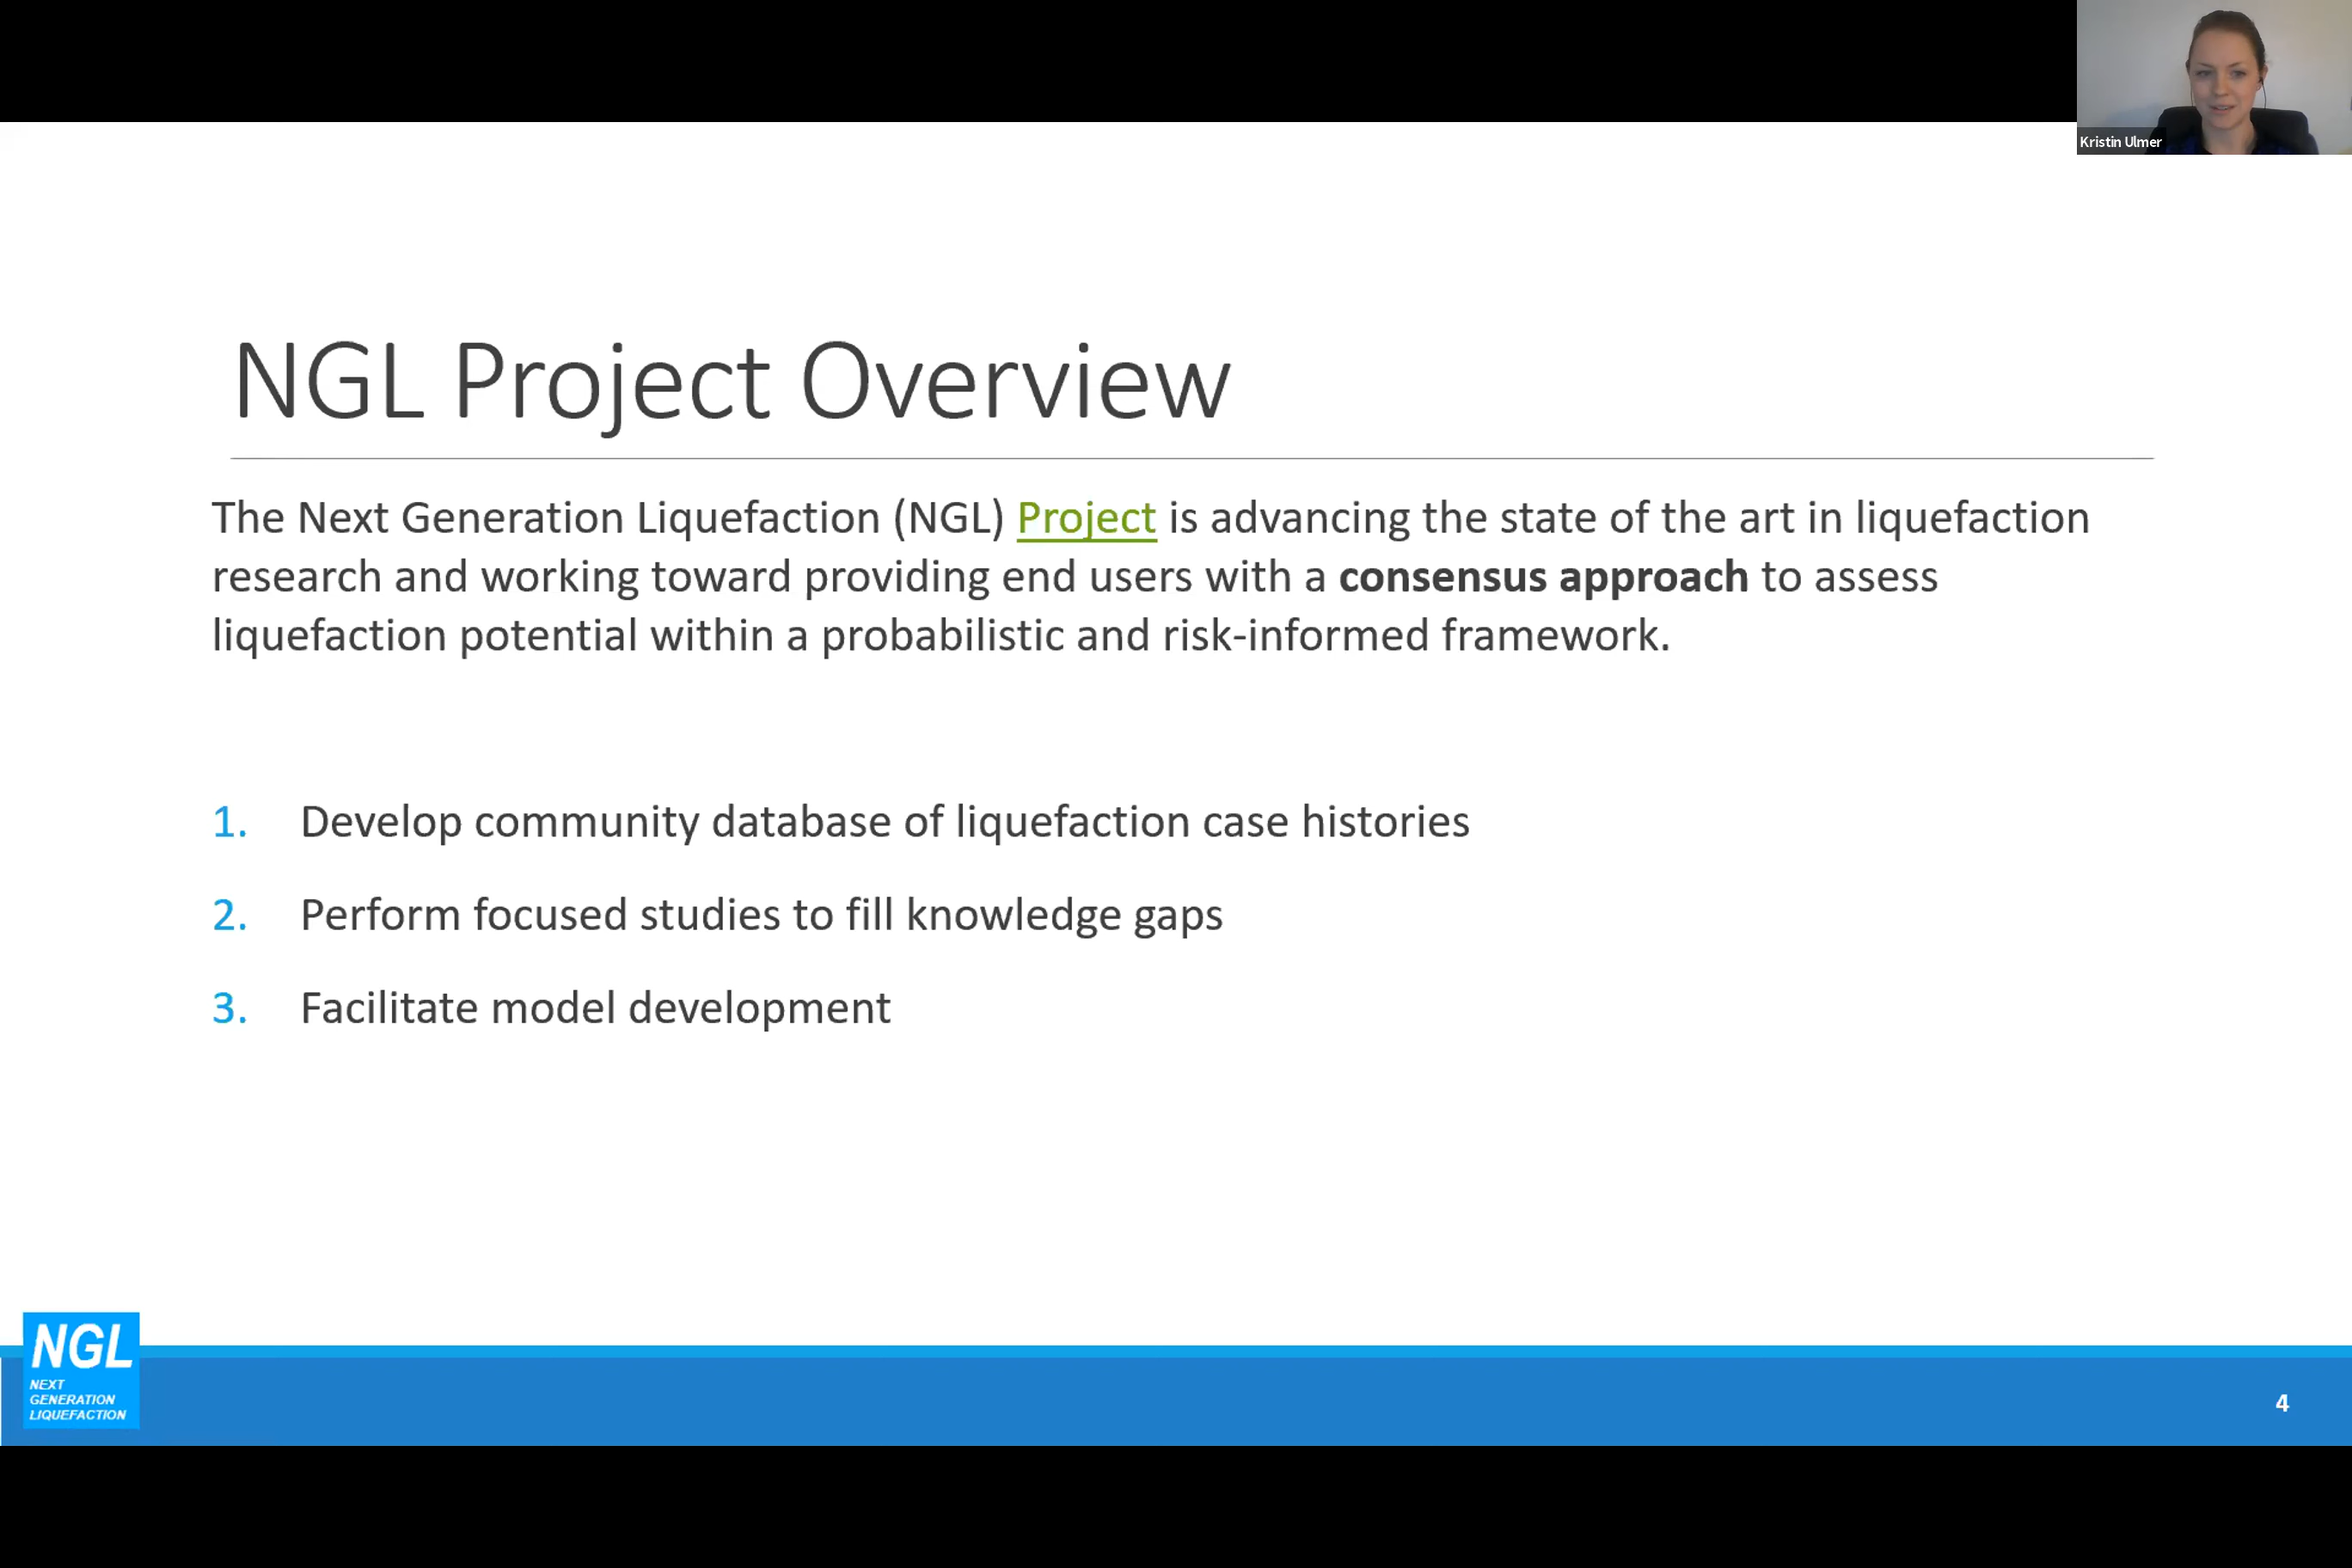 Kristin Ulmer
NGL Project Overview
The Next Generation Liquefaction (NGL) Project is advancing the state of the art in liquefaction
research and working toward providing end users with a consensus approach to assess
liquefaction potential within a probabilistic and risk-informed framework.
1. Develop community database of liquefaction case histories
2. Perform focused studies to fill knowledge gaps
3. Facilitate model development
NGL
NEXT
GENERATION
LIQUEFACTION
4